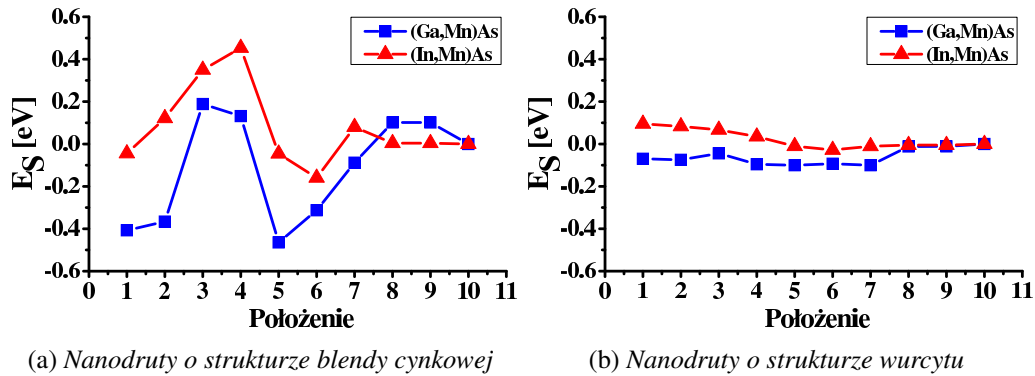 0.6
0.4
0.2
0.0
-0.2
-0.4
-0.6
E_S [eV]
(Ga,Mn)As
(In,Mn)As
0 1 2 3 4 5 6 7 8 9 10 11
Położenie
(a) Nanodruty o strukturze blendy cynkowej
0.6
0.4
0.2
0.0
-0.2
-0.4
-0.6
E_S [eV]
(Ga,Mn)As
(In,Mn)As
0 1 2 3 4 5 6 7 8 9 10 11
Położenie
(b) Nanodruty o strukturze wurcytu